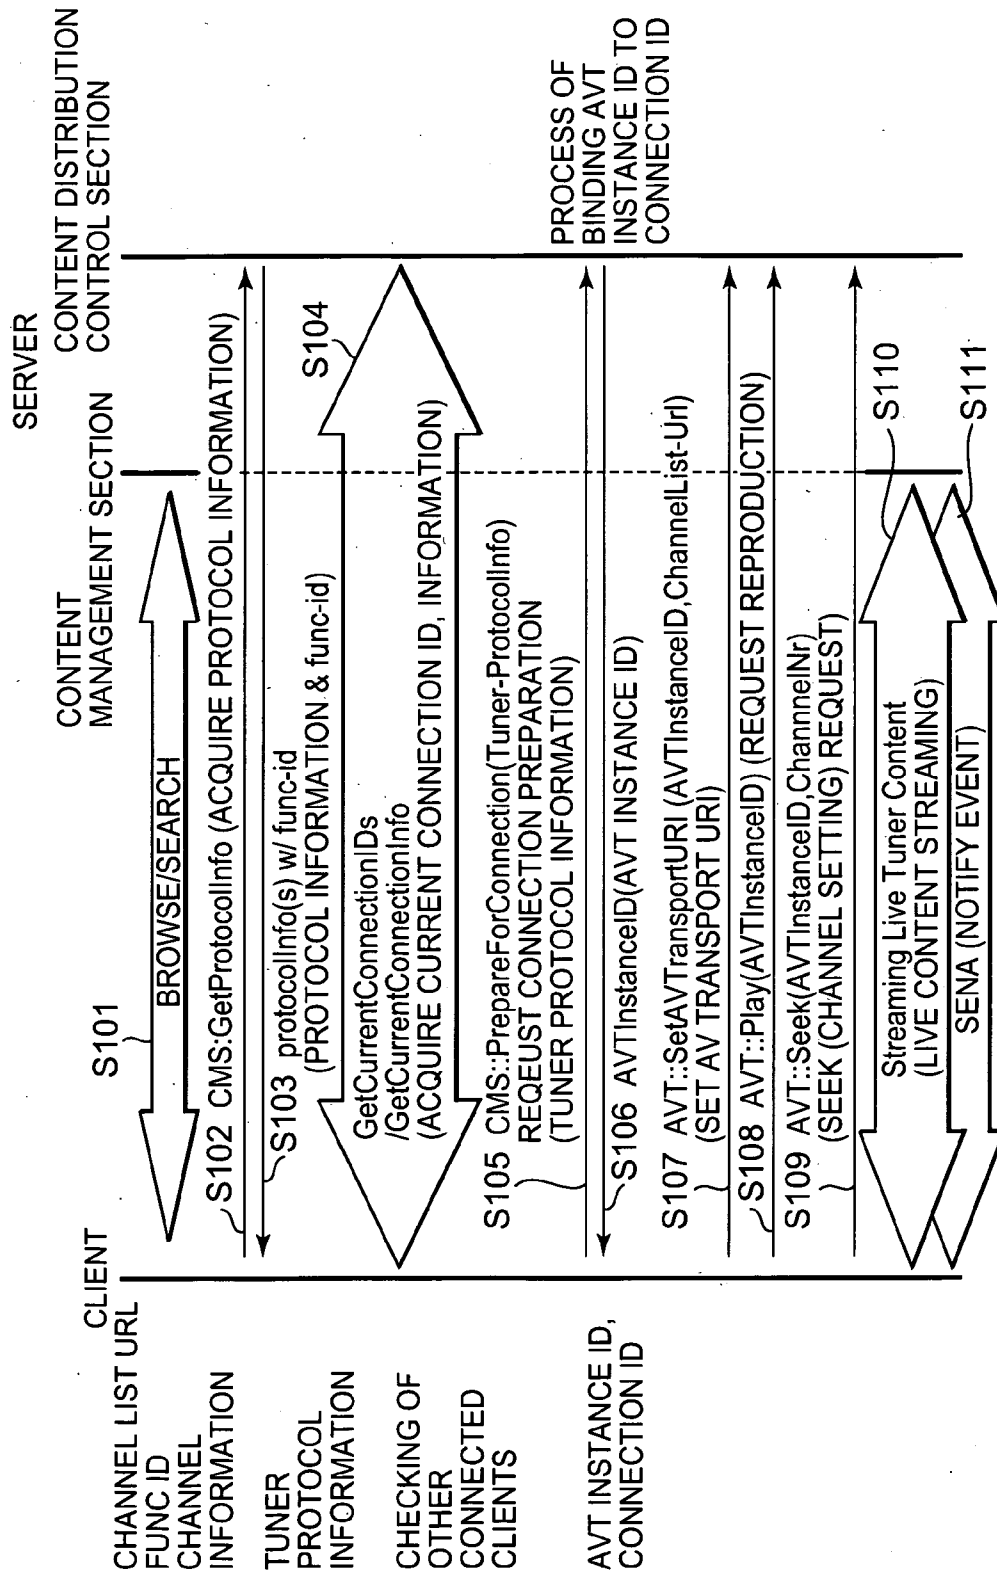 SERVER
CLIENT
CONTENT
MANAGEMENT SECTION
CONTENT DISTRIBUTION
CONTROL SECTION
CHANNEL LIST URL
FUNC ID
CHANNEL
INFORMATION
S101
BROWSE/SEARCH
S102 CMS:GetProtocolInfo (ACQUIRE PROTOCOL INFORMATION)
TUNER
PROTOCOL
INFORMATION
S103 protocolInfo(s) w/ func-id
(PROTOCOL INFORMATION & func-id)
S104
CHECKING OF
OTHER
CONNECTED
CLIENTS
GetCurrentConnectionIDs
/GetCurrentConnectionInfo
(ACQUIRE CURRENT CONNECTION ID, INFORMATION)
S105 CMS::PrepareForConnection(Tuner-ProtocolInfo)
REQEUST CONNECTION PREPARATION
(TUNER PROTOCOL INFORMATION)
PROCESS OF
BINDING AVT
INSTANCE ID TO
CONNECTION ID
AVT INSTANCE ID,
CONNECTION ID
S106 AVTInstanceID(AVT INSTANCE ID)
S107 AVT::SetAVTransportURI (AVTInstanceID,ChannelList-Url)
(SET AV TRANSPORT URI)
S108 AVT::Play(AVTInstanceID) (REQUEST REPRODUCTION)
S109 AVT::Seek(AVTInstanceID,ChannnelNr)
(SEEK (CHANNEL SETTING) REQUEST)
S110
Streaming Live Tuner Content
(LIVE CONTENT STREAMING)
S111
SENA (NOTIFY EVENT)